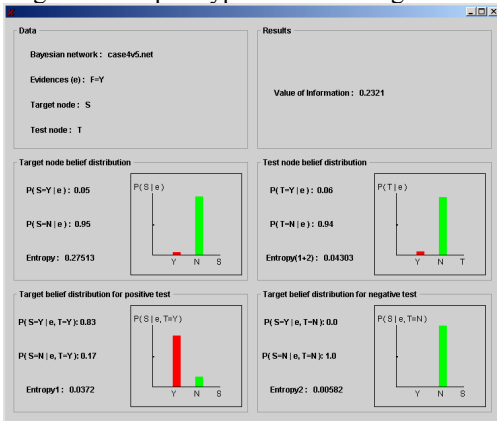 Data
Bayesian network : case4v5.net
Evidences (e) : F=Y
Target node : S
Test node : T
Results
Value of Information : 0.2321
Target node belief distribution
P( S=Y | e ) : 0.05
P( S=N | e ) : 0.95
Entropy : 0.27513
P(S|e)
Y N S
Test node belief distribution
P( T=Y | e ) : 0.06
P( T=N | e ) : 0.94
Entropy(1+2) : 0.04303
P(T|e)
Y N T
Target belief distribution for positive test
P( S=Y | e, T=Y ): 0.83
P( S=N | e, T=Y ): 0.17
Entropy1 : 0.0372
P(S|e,T=Y)
Y N S
Target belief distribution for negative test
P( S=Y | e, T=N ): 0.0
P( S=N | e, T=N ): 1.0
Entropy2 : 0.00582
P(S|e,T=N)
Y N S